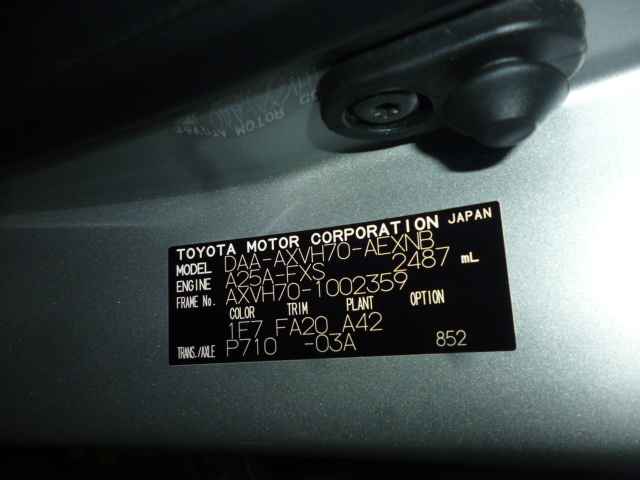 TOYOTA MOTOR CORPORATION JAPAN
MODEL DAA-AXVH70-AEXNB
ENGINE A25A-FXS 2487 mL
FRAME No. AXVH70-1002359
COLOR TRIM PLANT OPTION
1E7 FA20 A42
TRANS./AXLE P710 -03A 852